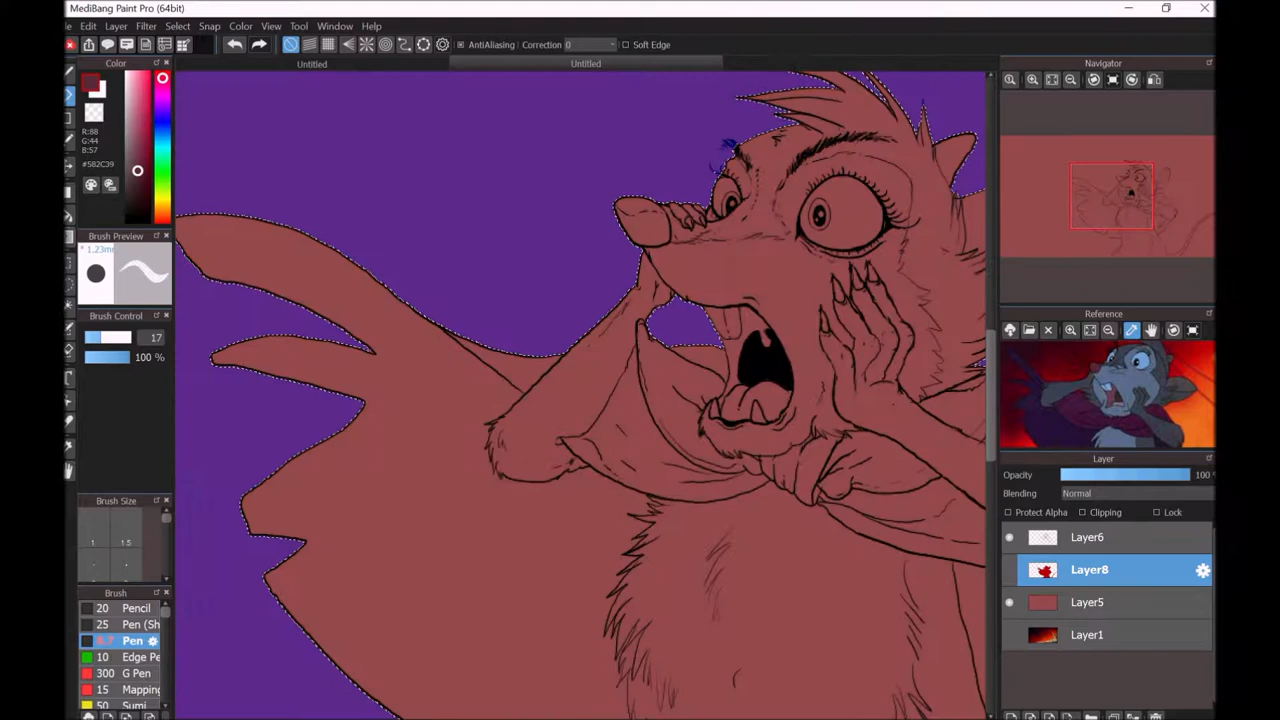 MediBang Paint Pro (64bit)
Edit Layer Filter Select Snap Color View Tool Window Help
AntiAliasing Correction 0 Soft Edge
Untitled Untitled
Color
R:88
G:44
B:57
#582C39
Brush Preview
* 1.23m
Brush Control
17
100 %
Brush Size
1 1.5
2
Brush
20 Pencil
25 Pen (Sh
Pen
10 Edge Pe
300 G Pen
15 Mapping
50 Sumi
Navigator
Reference
Layer
Opacity 100 %
Blending Normal
Protect Alpha Clipping Lock
Layer6
Layer8
Layer5
Layer1